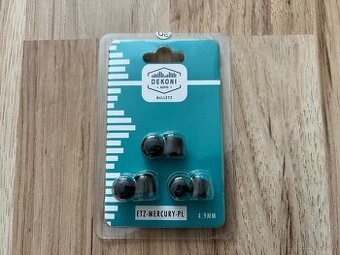 DEKONI
BULLETZ
ETZ-MERCURY-PL
4.9MM